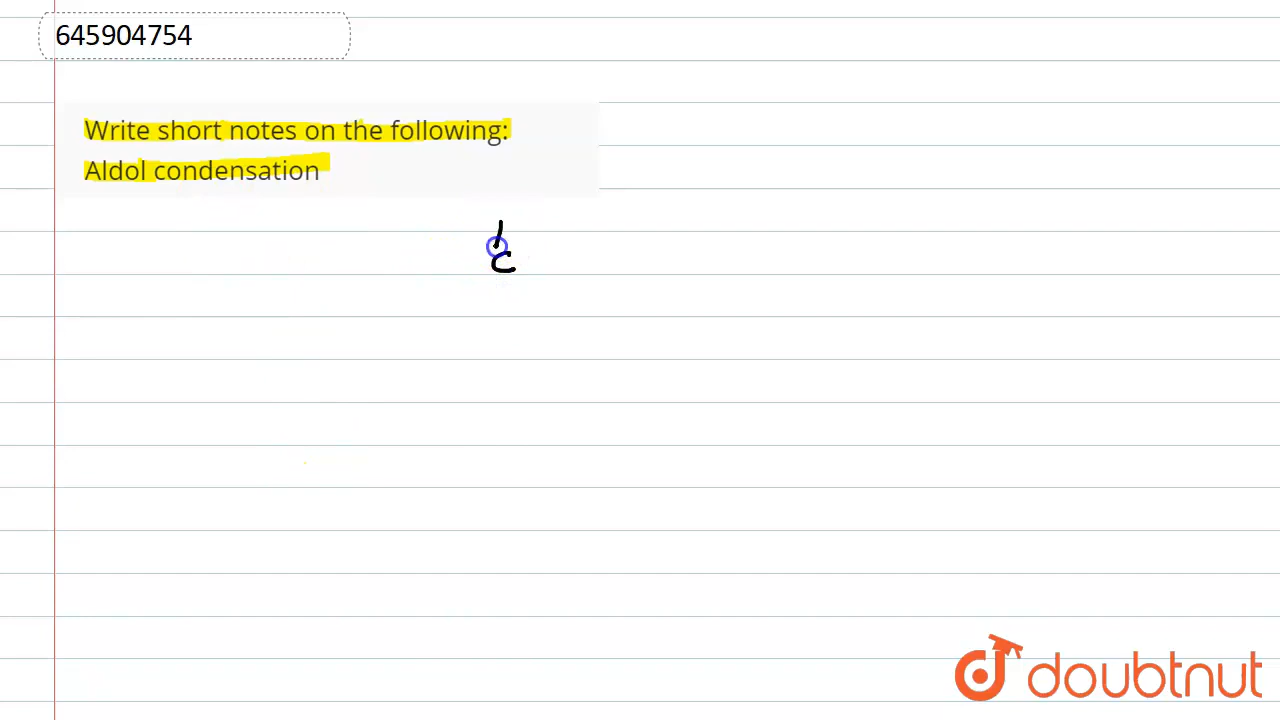 645904754
Write short notes on the following:
Aldol condensation
C
doubtnut